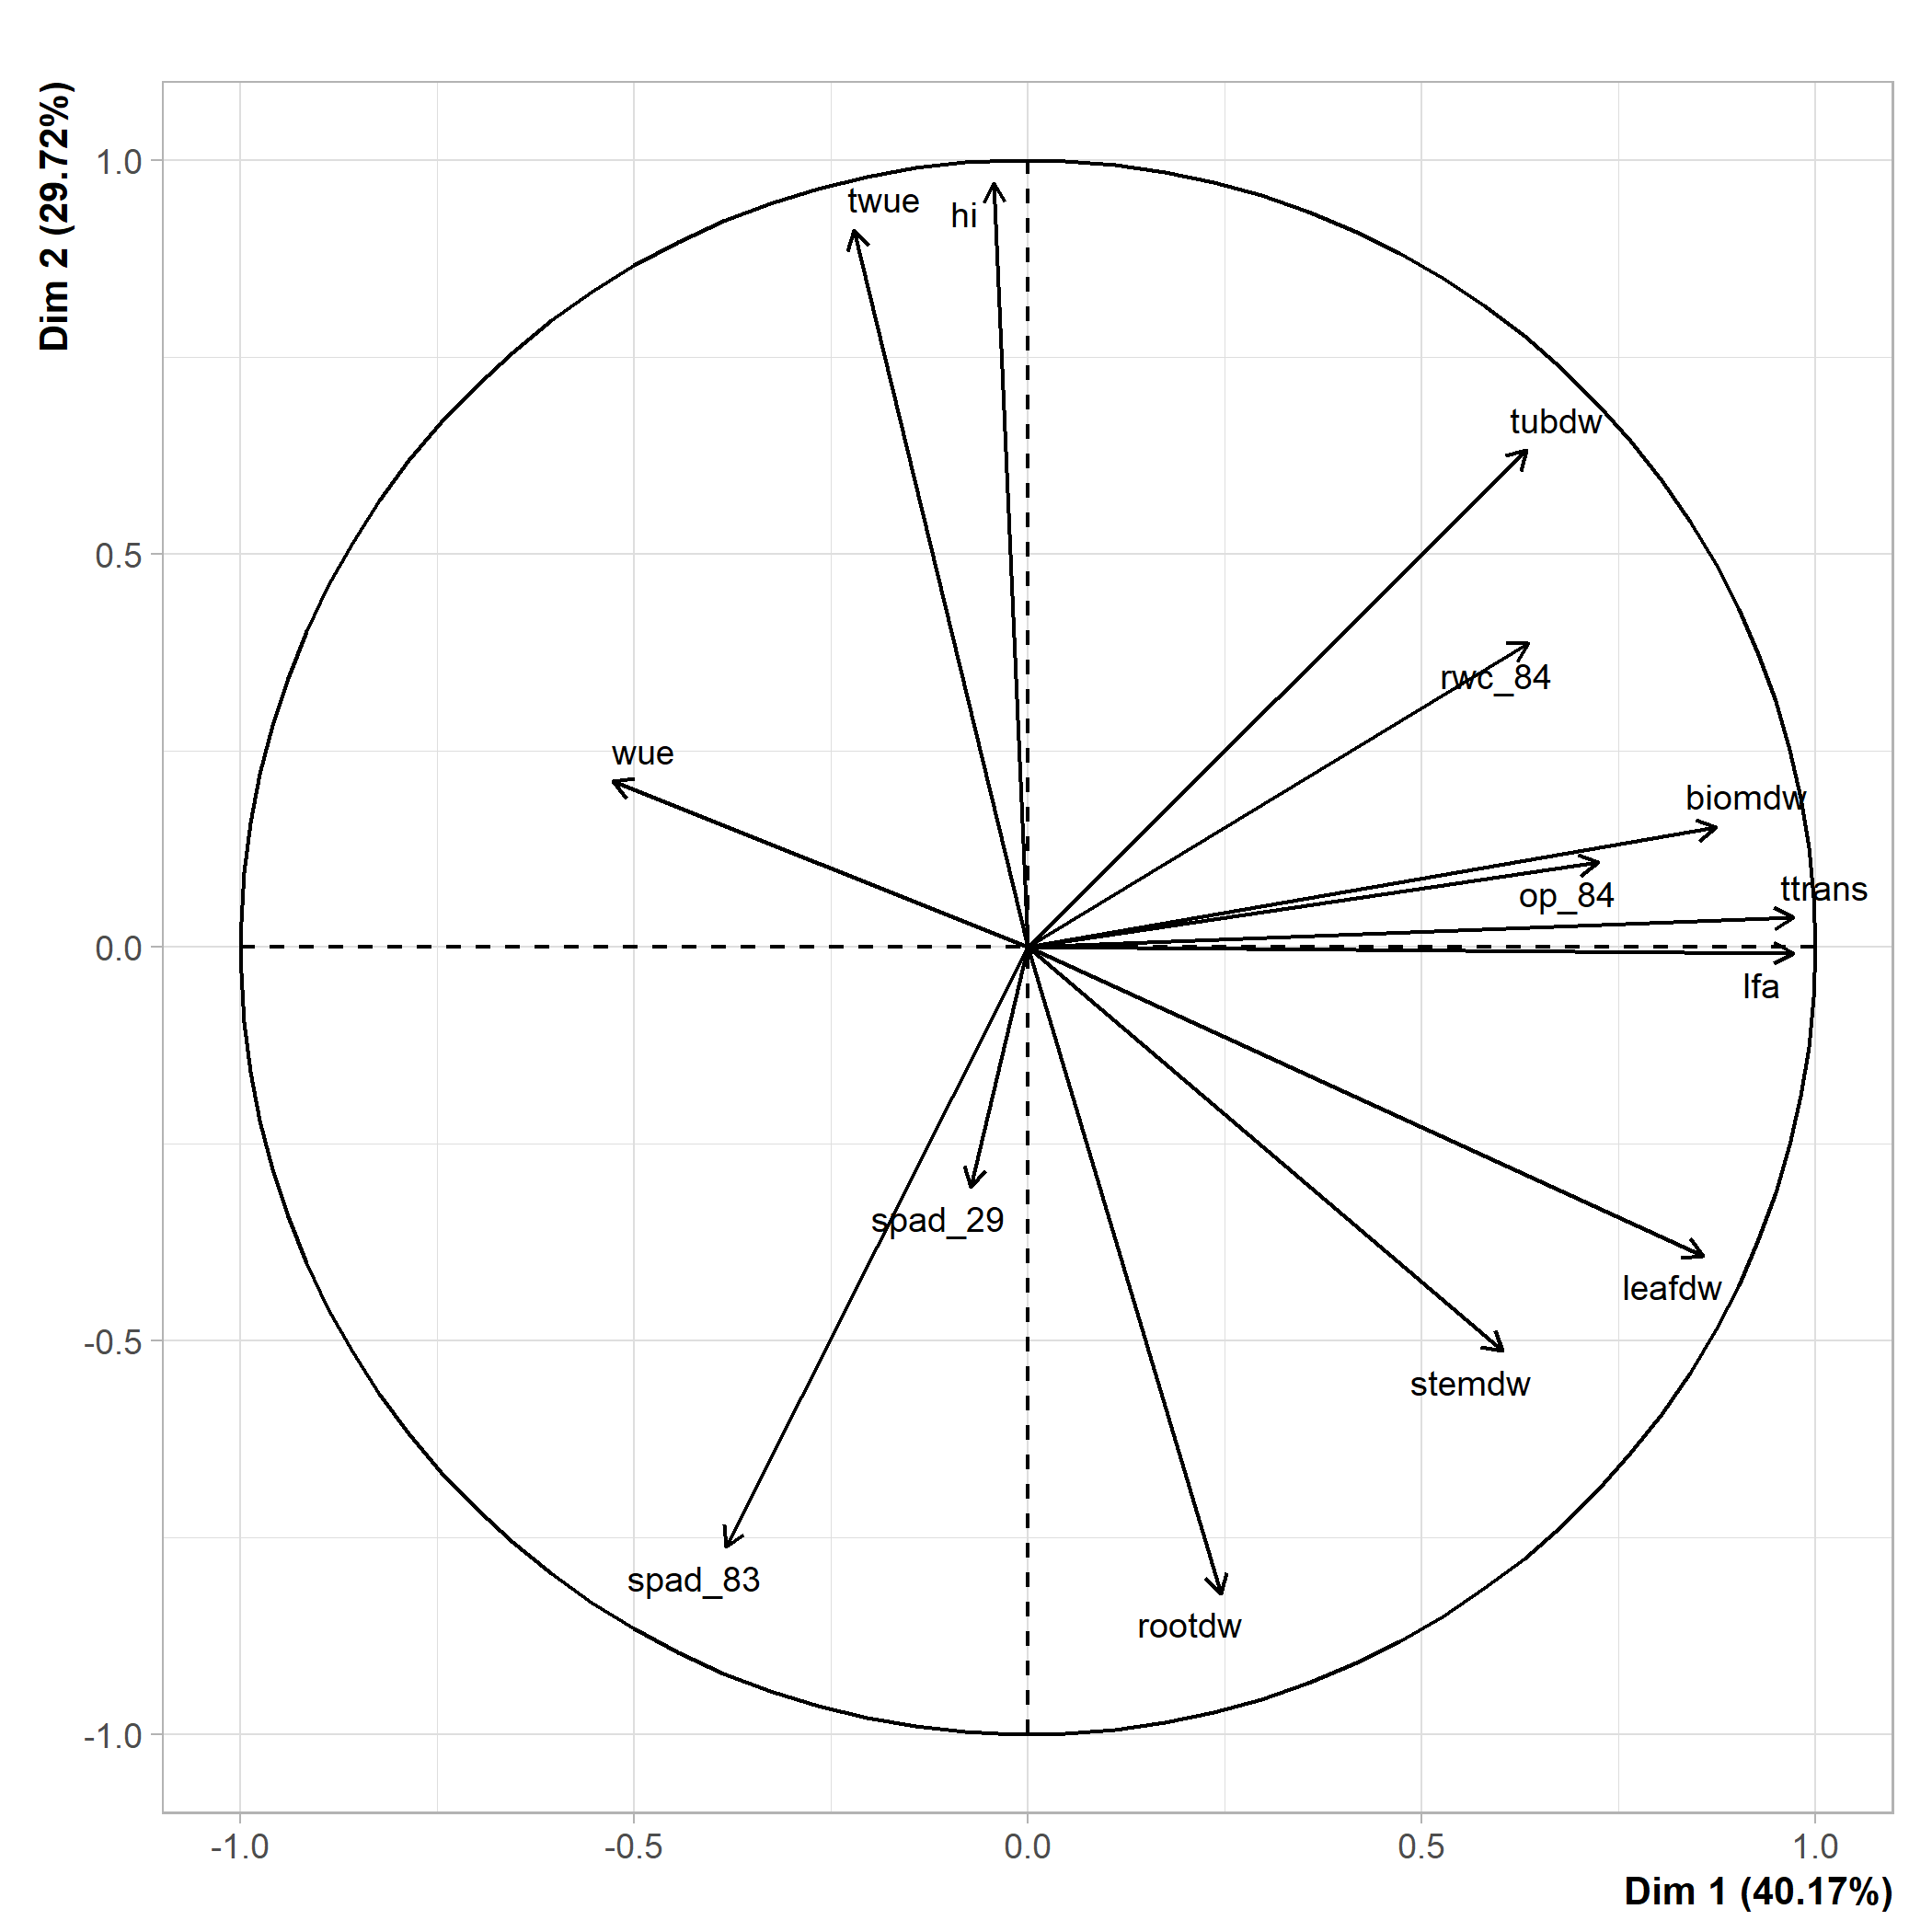 Dim 2 (29.72%)
1.0
0.5
0.0
-0.5
-1.0
twue
hi
tubdw
rwc_84
wue
biomdw
op_84
ttrans
lfa
spad_29
leafdw
stemdw
spad_83
rootdw
-1.0
-0.5
0.0
0.5
1.0
Dim 1 (40.17%)